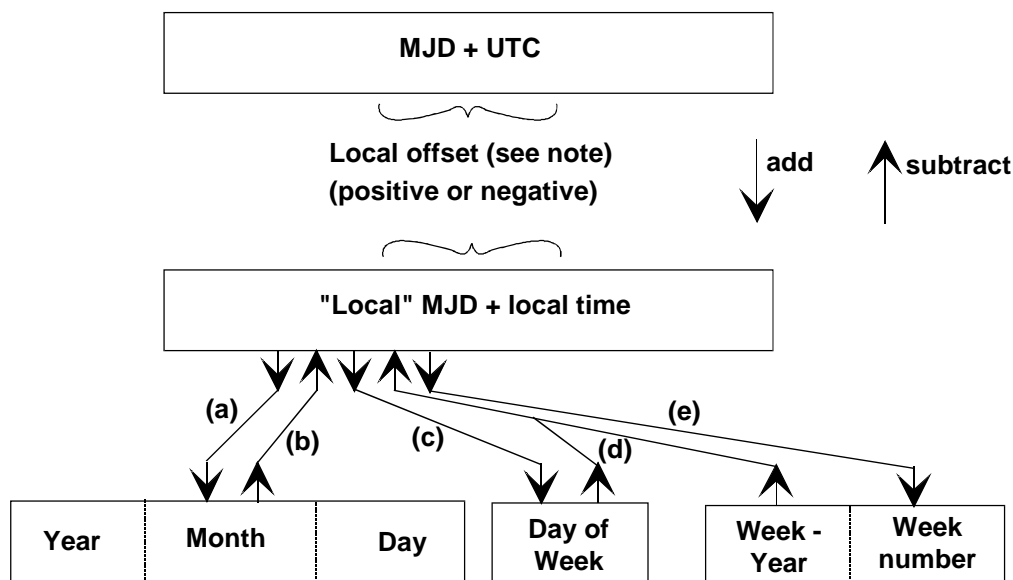 MJD + UTC
Local offset (see note)
(positive or negative)
add
subtract
"Local" MJD + local time
(a)
(b)
(c)
(d)
(e)
Year
Month
Day
Day of
Week
Week -
Year
Week
number